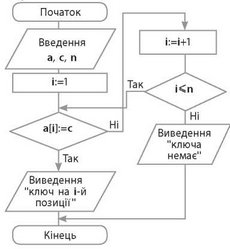 Початок
Введення
a, c, n
i:=1
a[i]:=c
Ні
Так
Виведення
"ключ на i-й
позиції"
Кінець
i:=i+1
Так
i⩽n
Ні
Виведення
"ключа
немає"